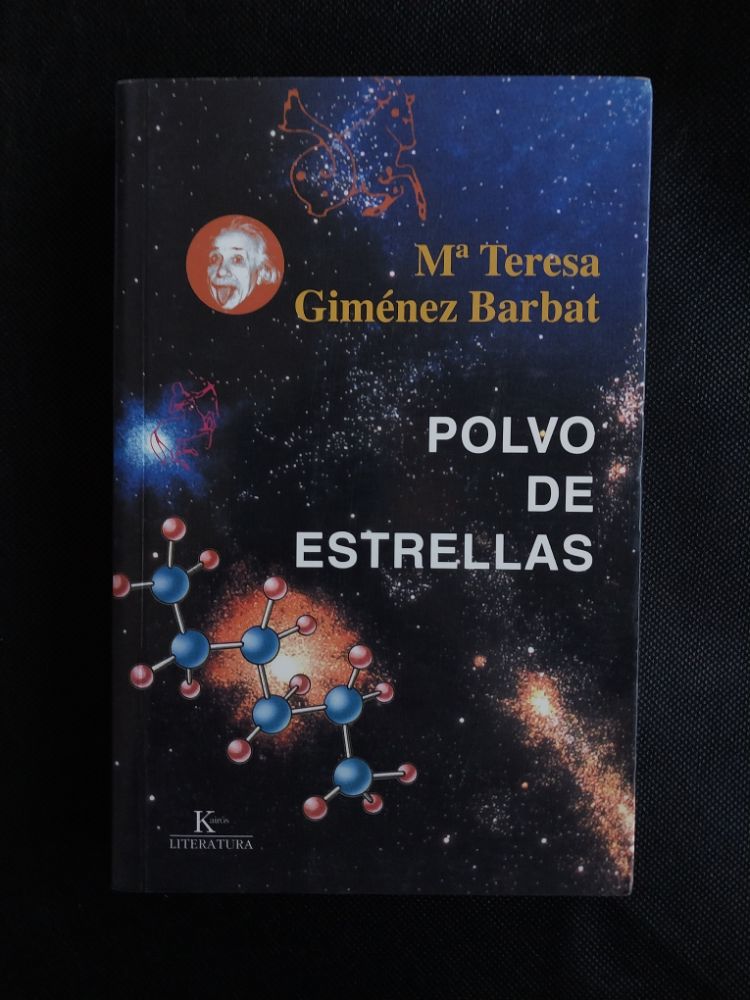 Mª Teresa
Giménez Barbat
POLVO
DE
ESTRELLAS
Kairós
LITERATURA